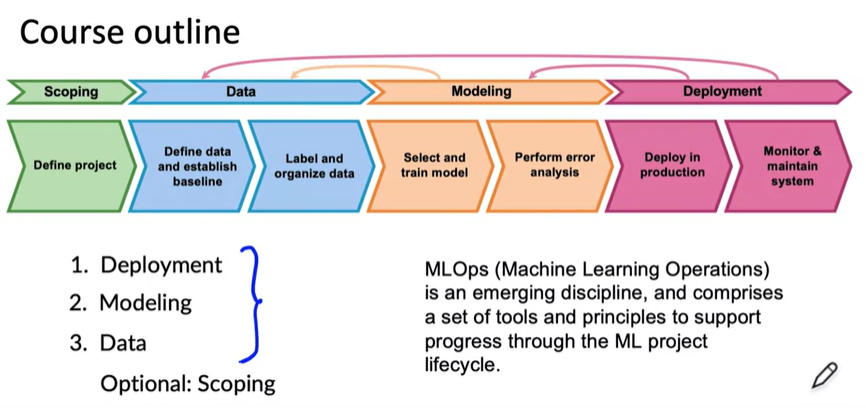 Course outline
Scoping
Data
Modeling
Deployment
Define project
Define data
and establish
baseline
Label and
organize data
Select and
train model
Perform error
analysis
Deploy in
production
Monitor &
maintain
system
1. Deployment
2. Modeling
3. Data
Optional: Scoping
MLOps (Machine Learning Operations)
is an emerging discipline, and comprises
a set of tools and principles to support
progress through the ML project
lifecycle.